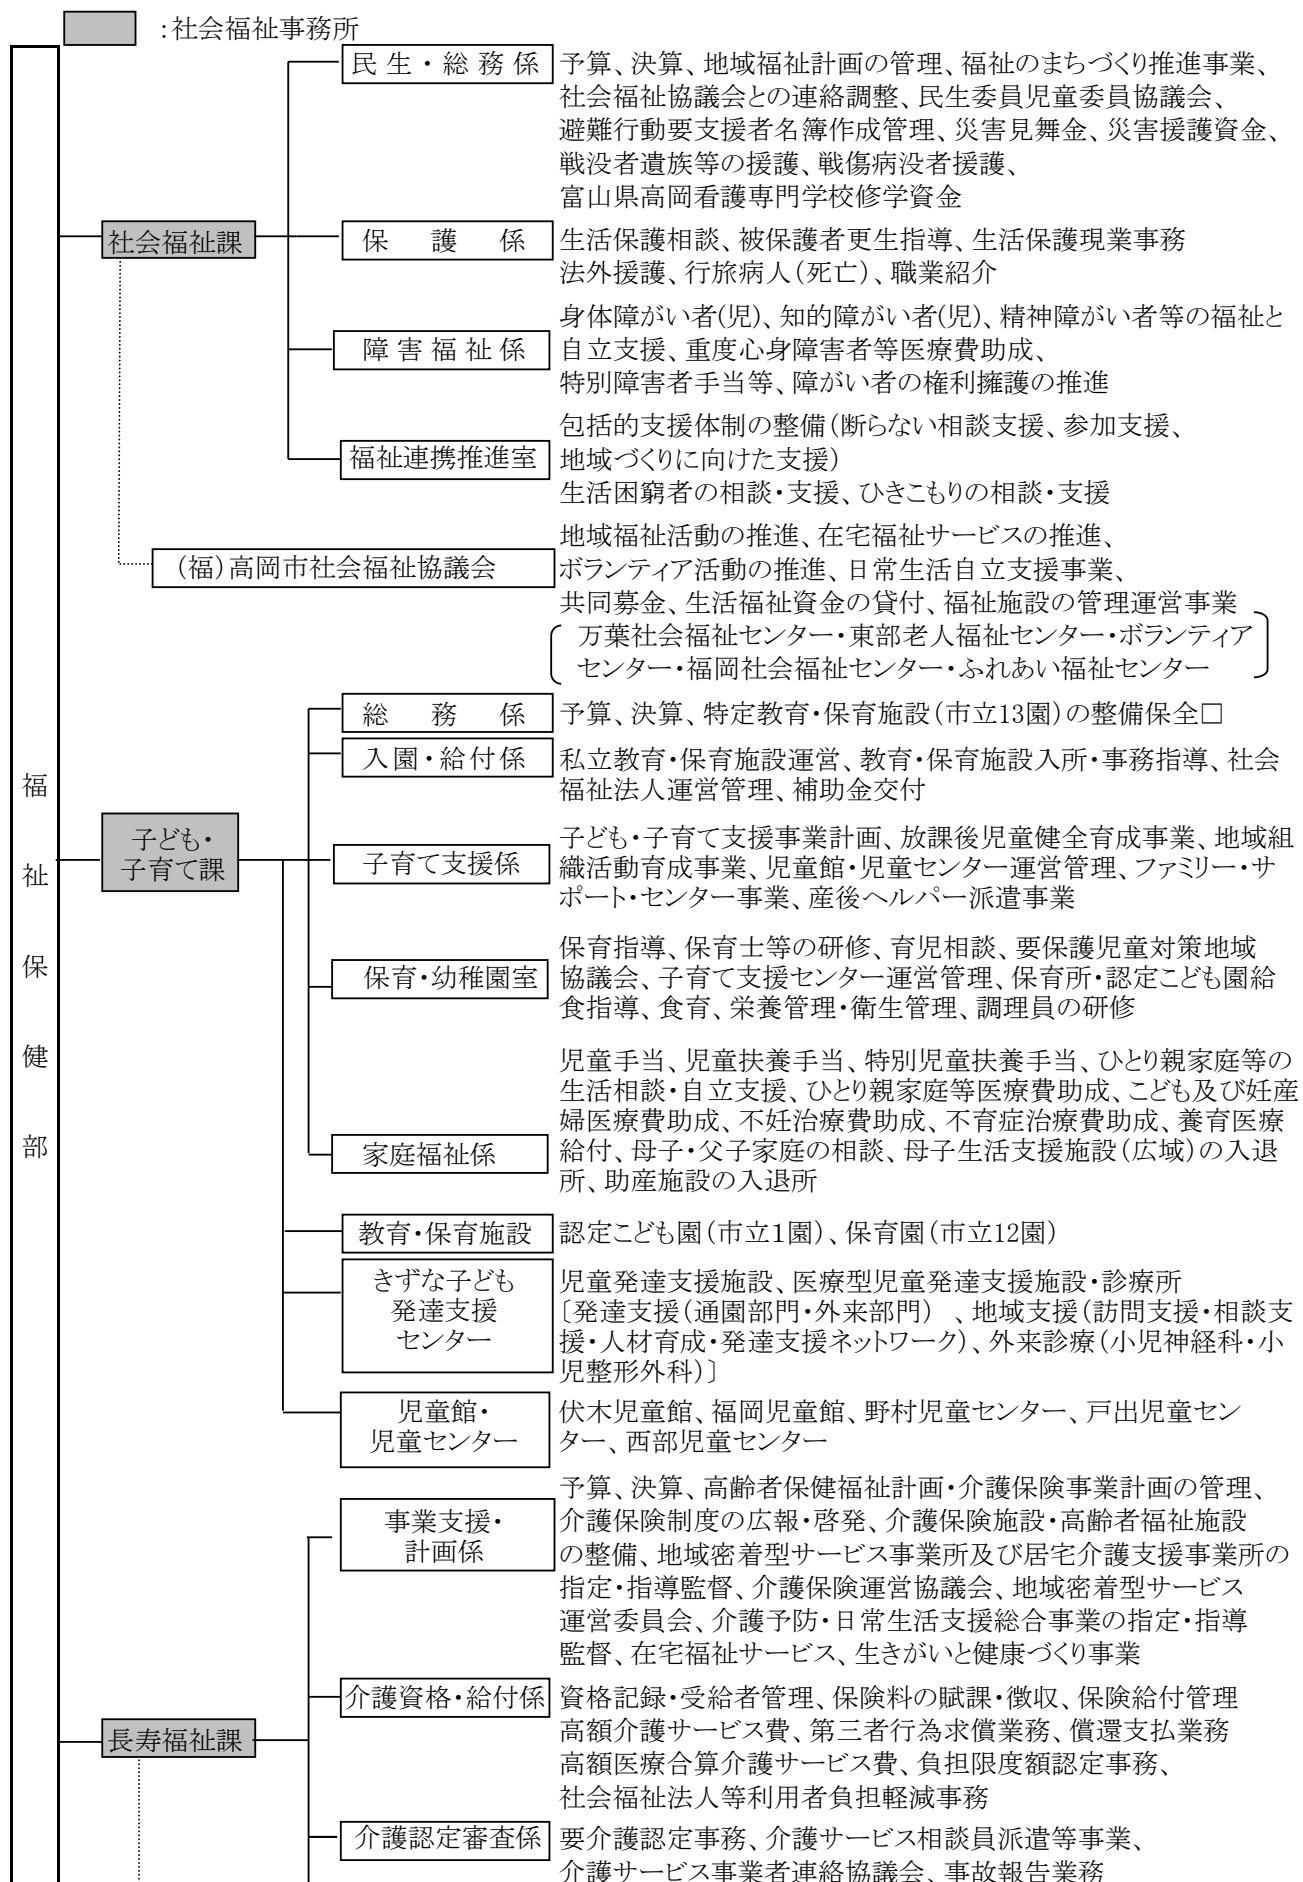 ：社会福祉事務所
民生・総務係
予算、決算、地域福祉計画の管理、福祉のまちづくり推進事業、
社会福祉協議会との連絡調整、民生委員児童委員協議会、
避難行動要支援者名簿作成管理、災害見舞金、災害援護資金、
戦没者遺族等の援護、戦傷病没者援護、
富山県高岡看護専門学校修学資金
社会福祉課
保護係
生活保護相談、被保護者更生指導、生活保護現業事務
法外援護、行旅病人（死亡）、職業紹介
障害福祉係
身体障がい者(児)、知的障がい者(児)、精神障がい者等の福祉と
自立支援、重度心身障害者等医療費助成、
特別障害者手当等、障がい者の権利擁護の推進
福祉連携推進室
包括的支援体制の整備（断らない相談支援、参加支援、
地域づくりに向けた支援）
生活困窮者の相談・支援、ひきこもりの相談・支援
（福）高岡市社会福祉協議会
地域福祉活動の推進、在宅福祉サービスの推進、
ボランティア活動の推進、日常生活自立支援事業、
共同募金、生活福祉資金の貸付、福祉施設の管理運営事業
万葉社会福祉センター・東部老人福祉センター・ボランティア
センター・福岡社会福祉センター・ふれあい福祉センター
福祉保健部
総務係
予算、決算、特定教育・保育施設（市立13園）の整備保全□
入園・給付係
私立教育・保育施設運営、教育・保育施設入所・事務指導、社会
福祉法人運営管理、補助金交付
子ども・
子育て課
子育て支援係
子ども・子育て支援事業計画、放課後児童健全育成事業、地域組
織活動育成事業、児童館・児童センター運営管理、ファミリー・サ
ポート・センター事業、産後ヘルパー派遣事業
保育・幼稚園室
保育指導、保育士等の研修、育児相談、要保護児童対策地域
協議会、子育て支援センター運営管理、保育所・認定こども園給
食指導、食育、栄養管理・衛生管理、調理員の研修
家庭福祉係
児童手当、児童扶養手当、特別児童扶養手当、ひとり親家庭等の
生活相談・自立支援、ひとり親家庭等医療費助成、こども及び妊産
婦医療費助成、不妊治療費助成、不育症治療費助成、養育医療
給付、母子・父子家庭の相談、母子生活支援施設（広域）の入退
所、助産施設の入退所
教育・保育施設
認定こども園（市立１園）、保育園（市立12園）
きずな子ども
発達支援
センター
児童発達支援施設、医療型児童発達支援施設・診療所
〔発達支援（通園部門・外来部門）　、地域支援（訪問支援・相談支
援・人材育成・発達支援ネットワーク）、外来診療（小児神経科・小
児整形外科）〕
児童館・
児童センター
伏木児童館、福岡児童館、野村児童センター、戸出児童セン
ター、西部児童センター
事業支援・
計画係
予算、決算、高齢者保健福祉計画・介護保険事業計画の管理、
介護保険制度の広報・啓発、介護保険施設・高齢者福祉施設
の整備、地域密着型サービス事業所及び居宅介護支援事業所の
指定・指導監督、介護保険運営協議会、地域密着型サービス
運営委員会、介護予防・日常生活支援総合事業の指定・指導
監督、在宅福祉サービス、生きがいと健康づくり事業
長寿福祉課
介護資格・給付係
資格記録・受給者管理、保険料の賦課・徴収、保険給付管理
高額介護サービス費、第三者行為求償業務、償還支払業務
高額医療合算介護サービス費、負担限度額認定事務、
社会福祉法人等利用者負担軽減事務
介護認定審査係
要介護認定事務、介護サービス相談員派遣等事業、
介護サービス事業者連絡協議会、事故報告業務